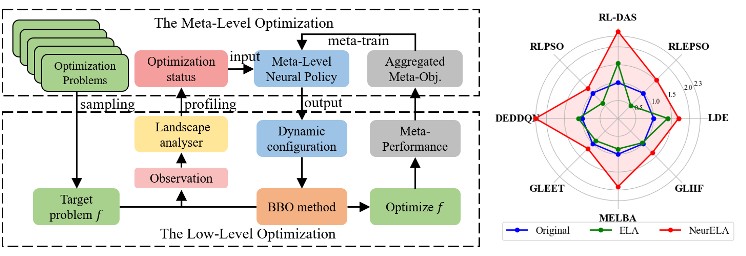 The Meta-Level Optimization
Optimization
Problems
Optimization
status
input
Meta-Level
Neural Policy
meta-train
Aggregated
Meta-Obj.
sampling
profiling
output
Landscape
analyser
Dynamic
configuration
Meta-
Performance
Observation
Target
problem f
BBO method
Optimize f
The Low-Level Optimization
RL-DAS
RLPSO
RLEPSO
DEDDQN
LDE
GLEET
GLIIF
MELBA
0.5
1.0
1.5
2.0
2.3
Original
ELA
NeurELA